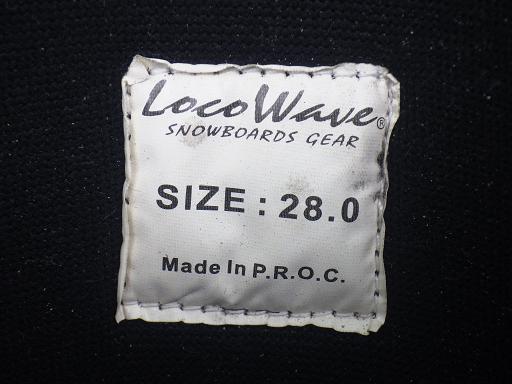 LocoWave®
SNOWBOARDS GEAR
SIZE : 28.0
Made In P.R.O.C.